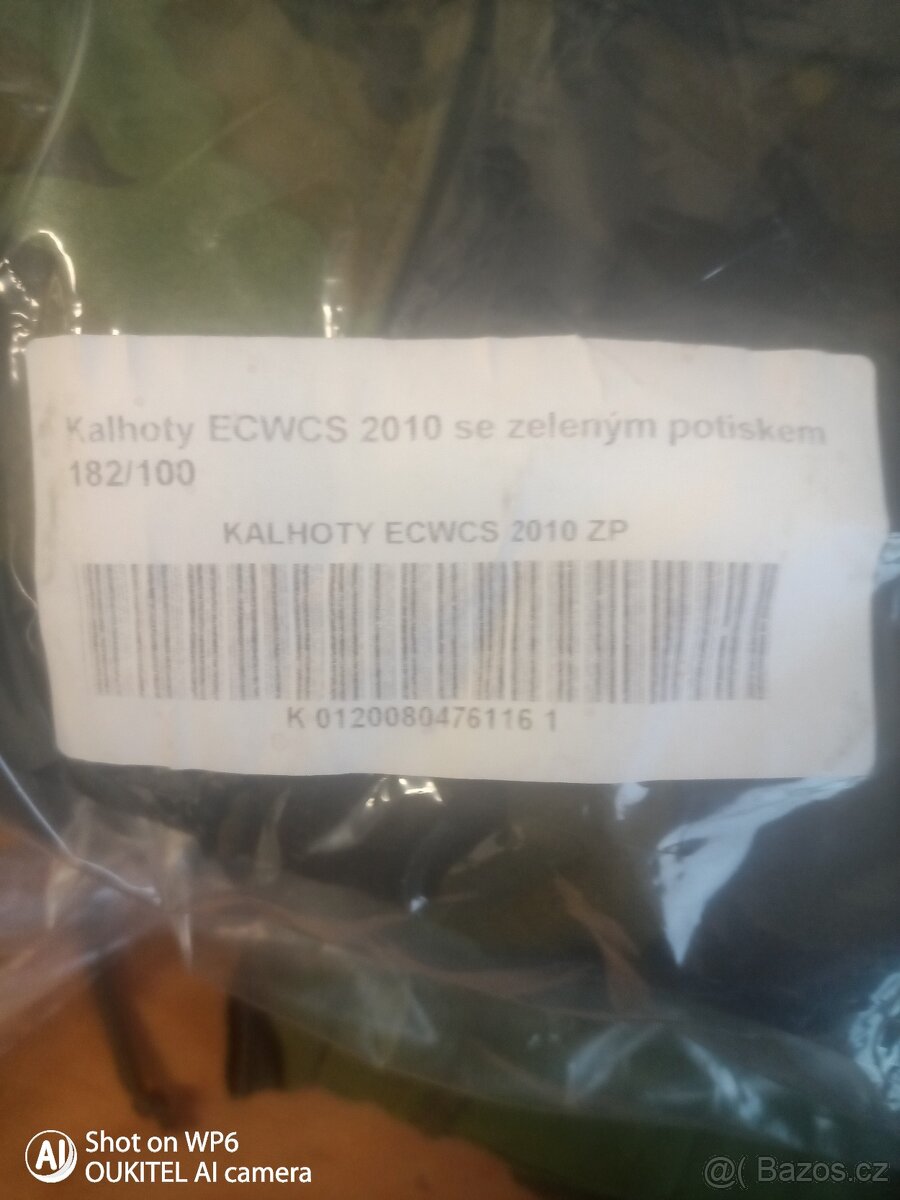 Kalhoty ECWCS 2010 se zeleným potiskem
182/100
KALHOTY ECWCS 2010 ZP
K 0120080476116 1
AI Shot on WP6
OUKITEL AI camera
@( Bazos.cz